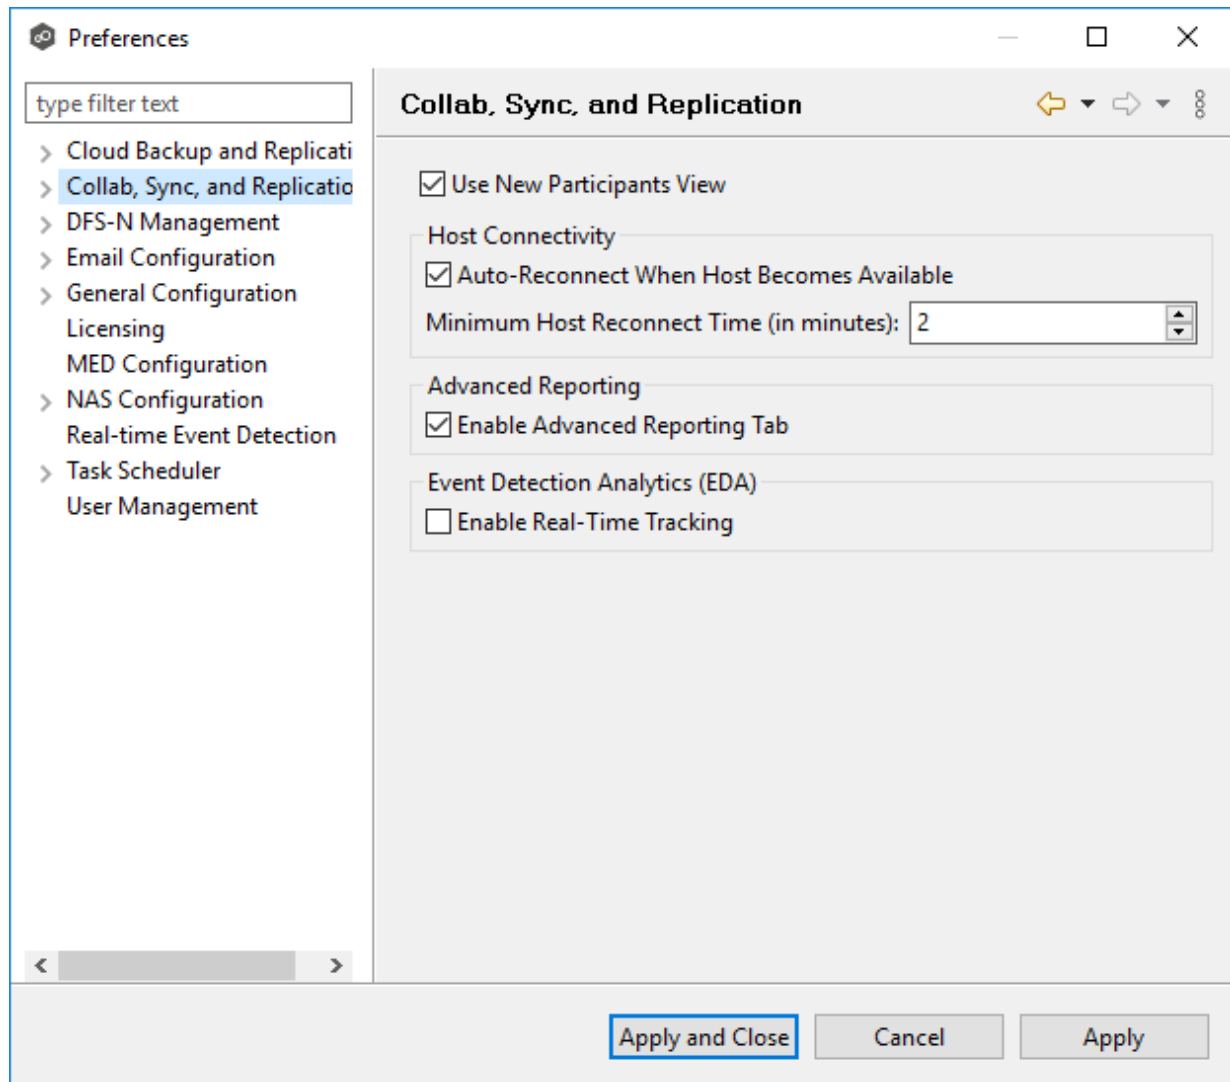 Preferences
type filter text
Cloud Backup and Replicati
Collab, Sync, and Replicatio
DFS-N Management
Email Configuration
General Configuration
Licensing
MED Configuration
NAS Configuration
Real-time Event Detection
Task Scheduler
User Management
Collab, Sync, and Replication
Use New Participants View
Host Connectivity
Auto-Reconnect When Host Becomes Available
Minimum Host Reconnect Time (in minutes): 2
Advanced Reporting
Enable Advanced Reporting Tab
Event Detection Analytics (EDA)
Enable Real-Time Tracking
Apply and Close Cancel Apply